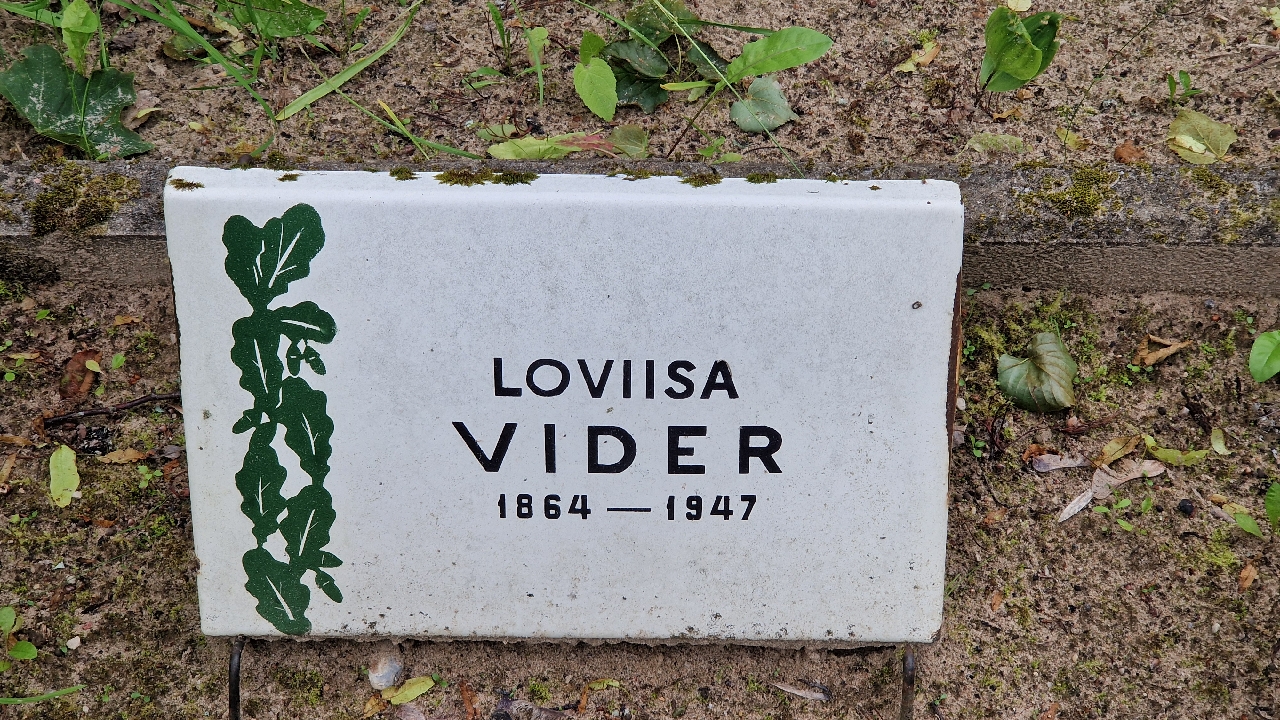 LOVIISA
VIDER
1864 — 1947